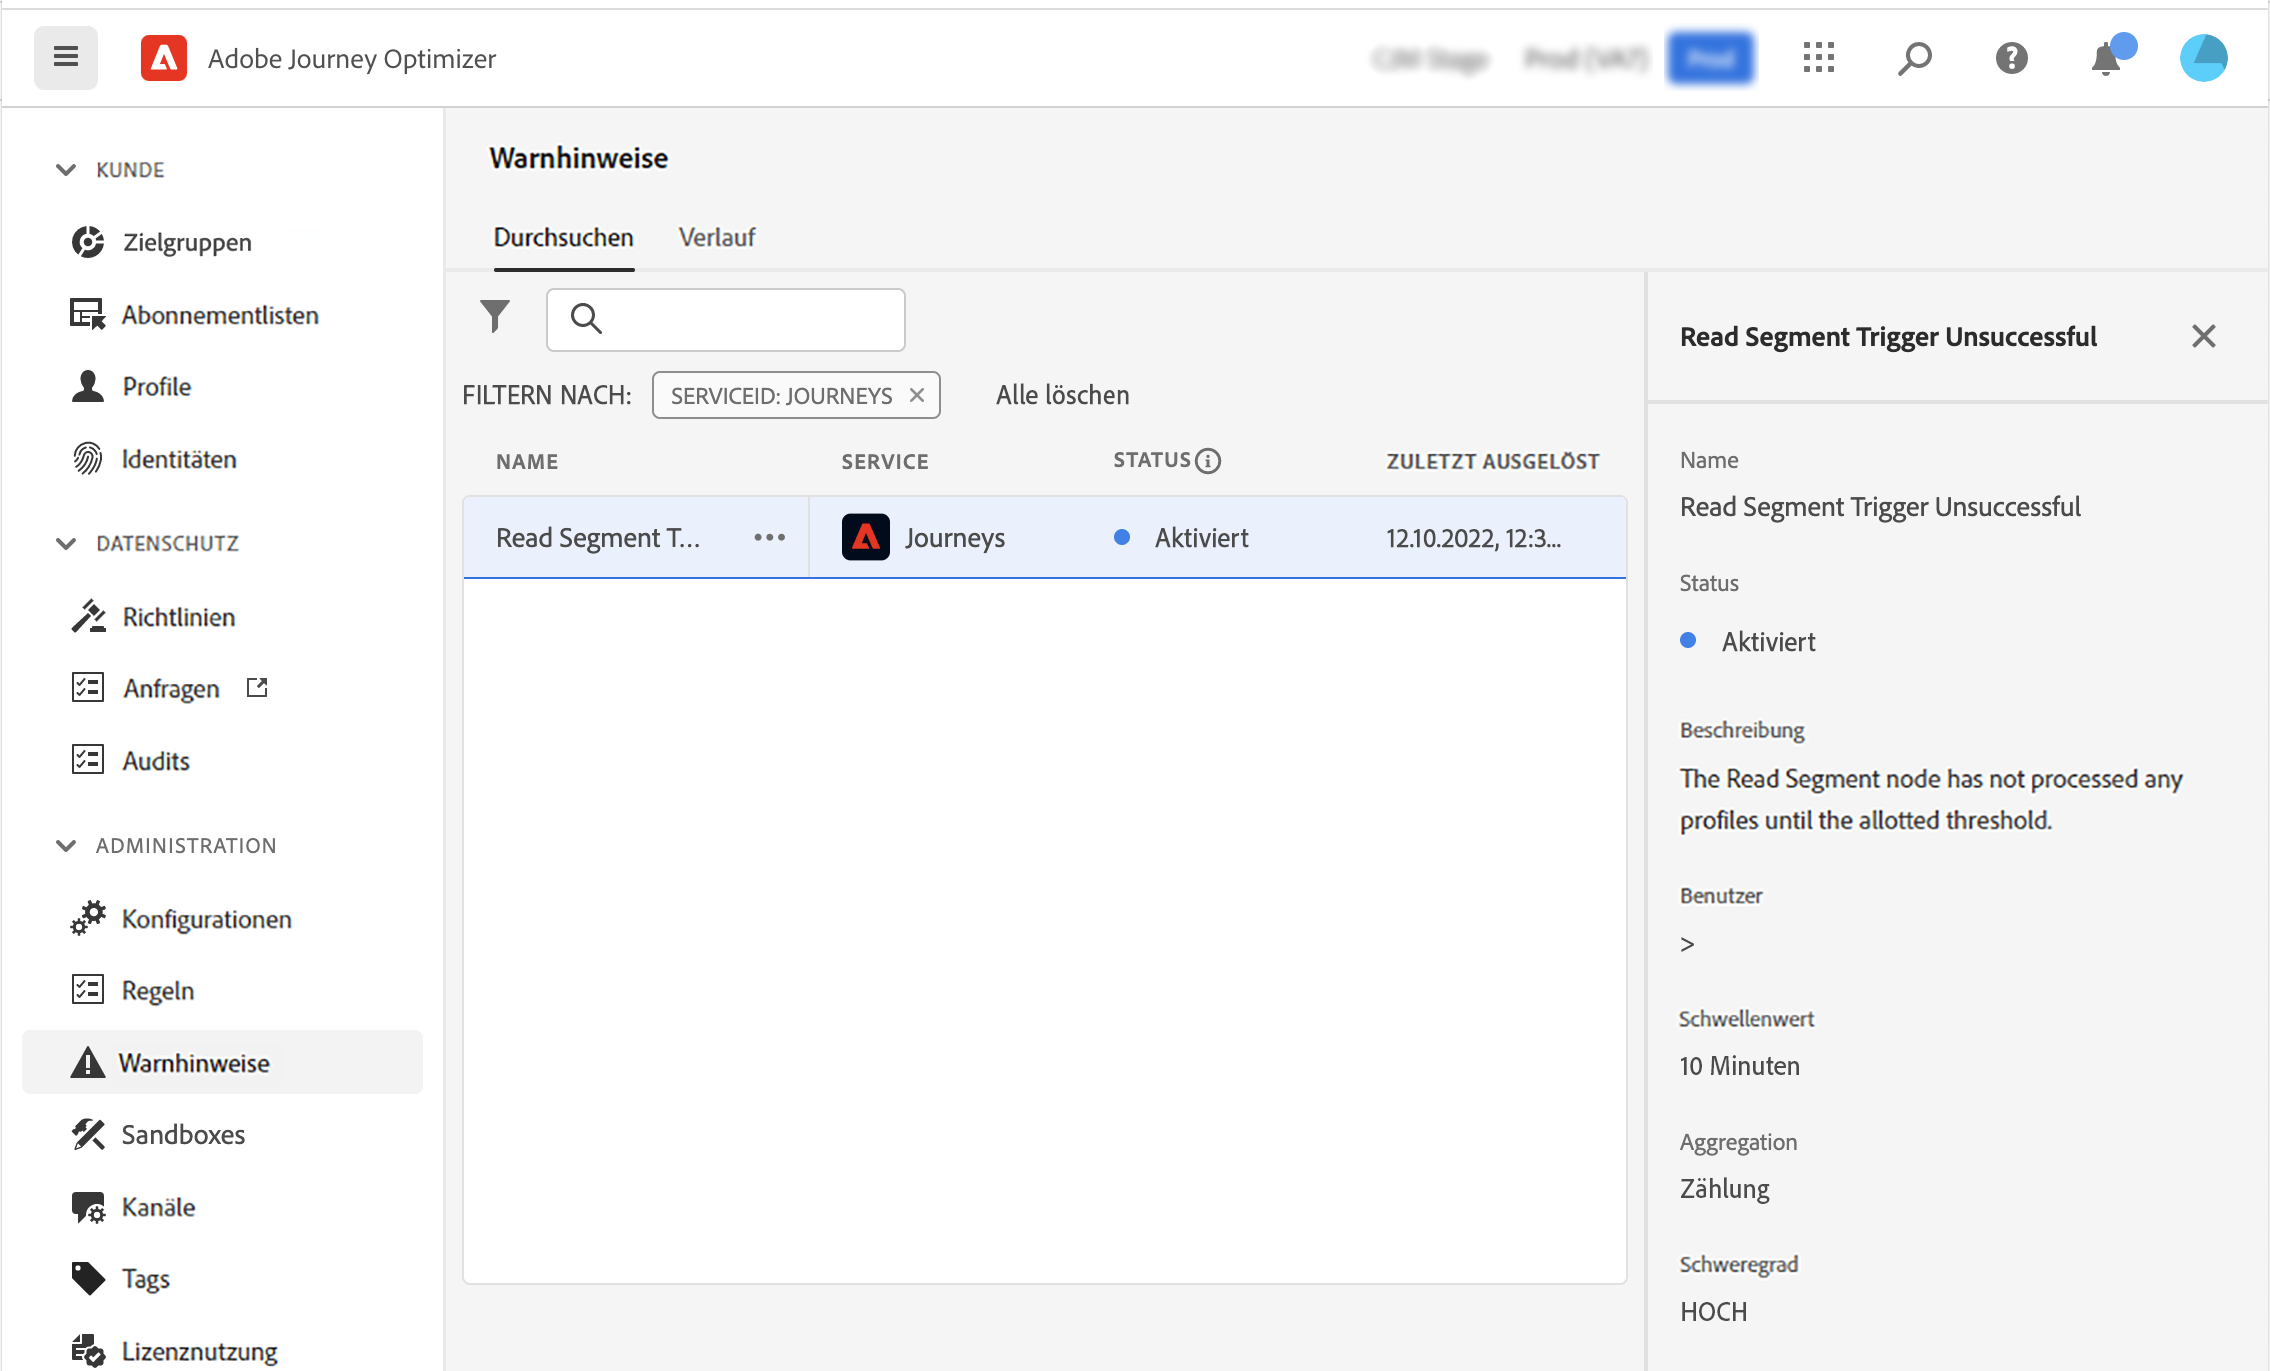 Adobe Journey Optimizer
KUNDE
Zielgruppen
Abonnementlisten
Profile
Identitäten
DATENSCHUTZ
Richtlinien
Anfragen
Audits
ADMINISTRATION
Konfigurationen
Regeln
Warnhinweise
Sandboxes
Kanäle
Tags
Lizenznutzung
Warnhinweise
Durchsuchen Verlauf
FILTERN NACH: SERVICEID: JOURNEYS Alle löschen
NAME SERVICE STATUS ZULETZT AUSGELÖST
Read Segment T... Journeys Aktiviert 12.10.2022, 12:3...
Read Segment Trigger Unsuccessful
Name
Read Segment Trigger Unsuccessful
Status
Aktiviert
Beschreibung
The Read Segment node has not processed any
profiles until the allotted threshold.
Benutzer
>
Schwellenwert
10 Minuten
Aggregation
Zählung
Schweregrad
HOCH